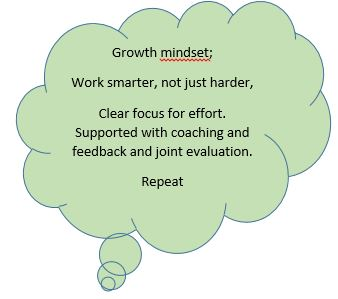 Growth mindset;
Work smarter, not just harder,
Clear focus for effort.
Supported with coaching and
feedback and joint evaluation.
Repeat